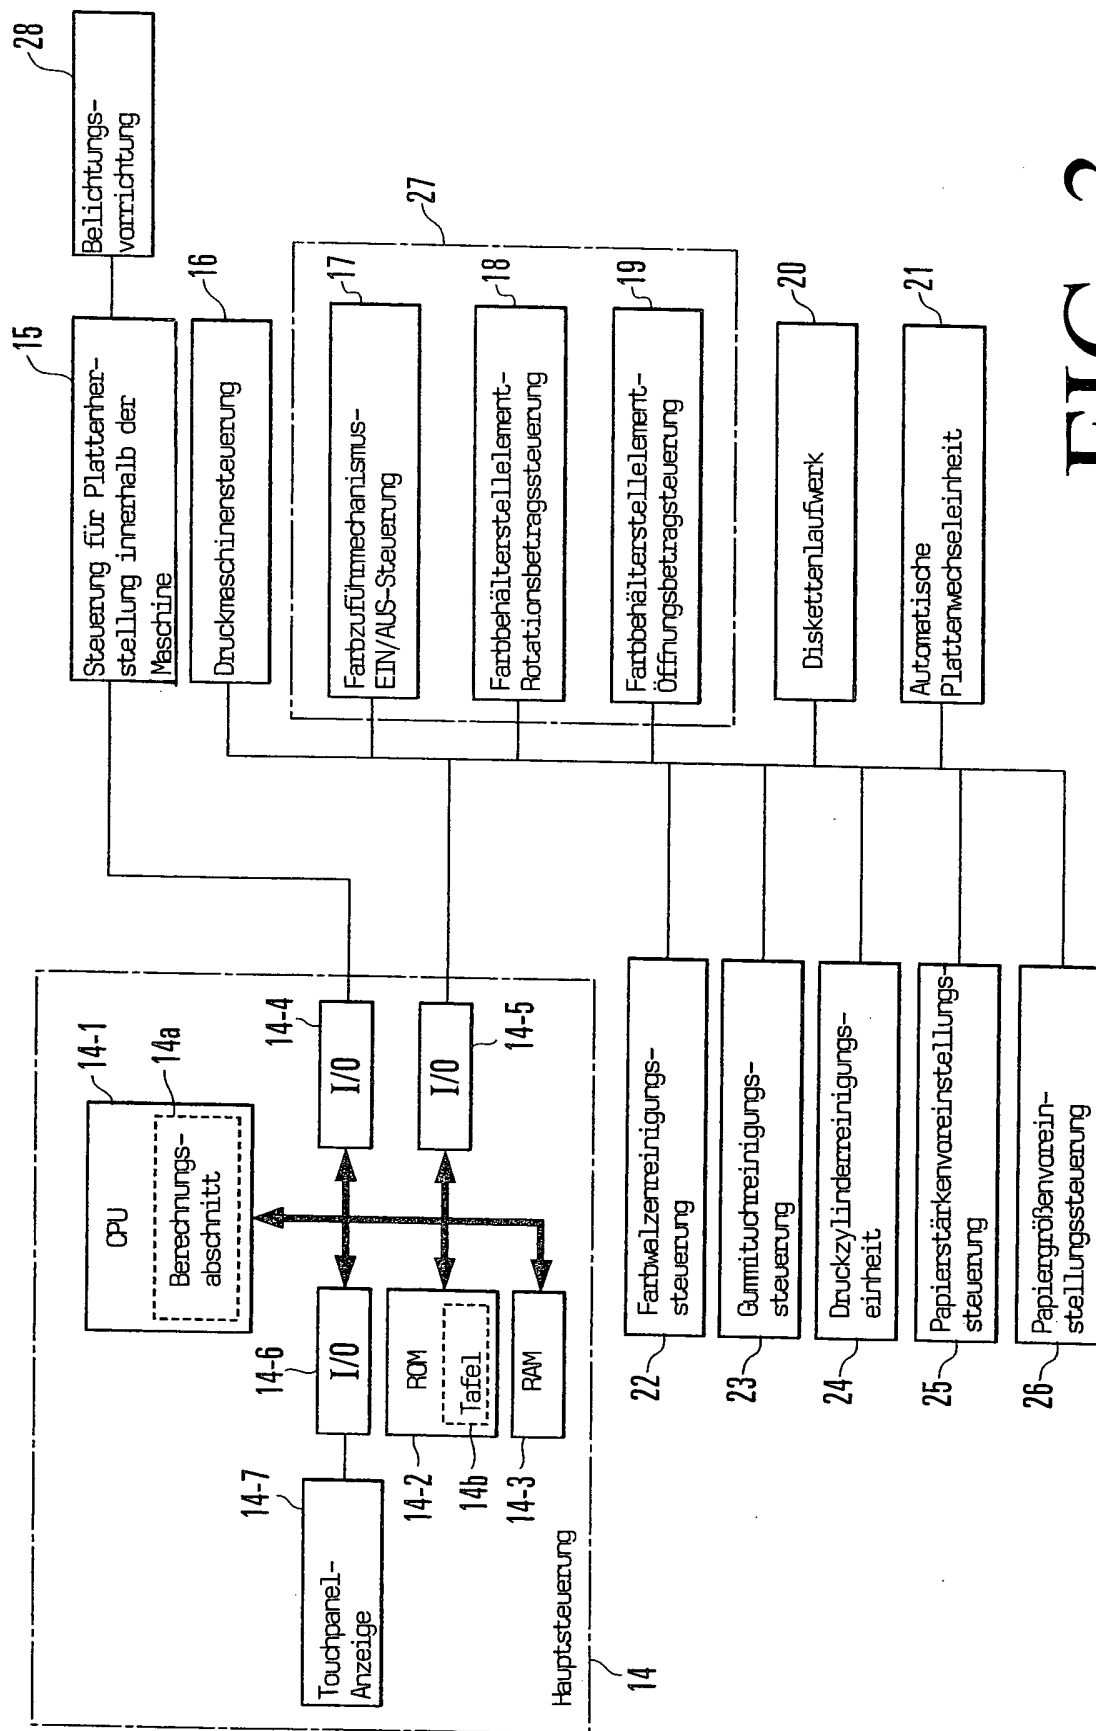 28
Belichtungs-
vorrichtung
15
Steuerung für Plattenher-
stellung innerhalb der
Maschine
16
Druckmaschinensteuerung
27
17
Farbzuführmechanismus-
EIN/AUS-Steuerung
18
Farbbehälterstellelement-
Rotationsbetragssteuerung
19
Farbbehälterstellelement-
Öffnungsbetragsteuerung
20
Diskettenlaufwerk
21
Automatische
Plattenwechseleinheit
14-1
CPU
14a
Berechnungs-
abschnitt
14-4
I/O
14-5
I/O
14-6
I/O
14-7
Touchpanel-
Anzeige
14-2
ROM
Tafel
14b
14-3
RAM
Hauptsteuerung
14
22
Farbwalzenreinigungs-
steuerung
23
Gummituchreinigungs-
steuerung
24
Druckzylinderreinigungs-
einheit
25
Papierstärkenvoreinstellungs-
steuerung
26
Papiergrößenvorein-
stellungssteuerung